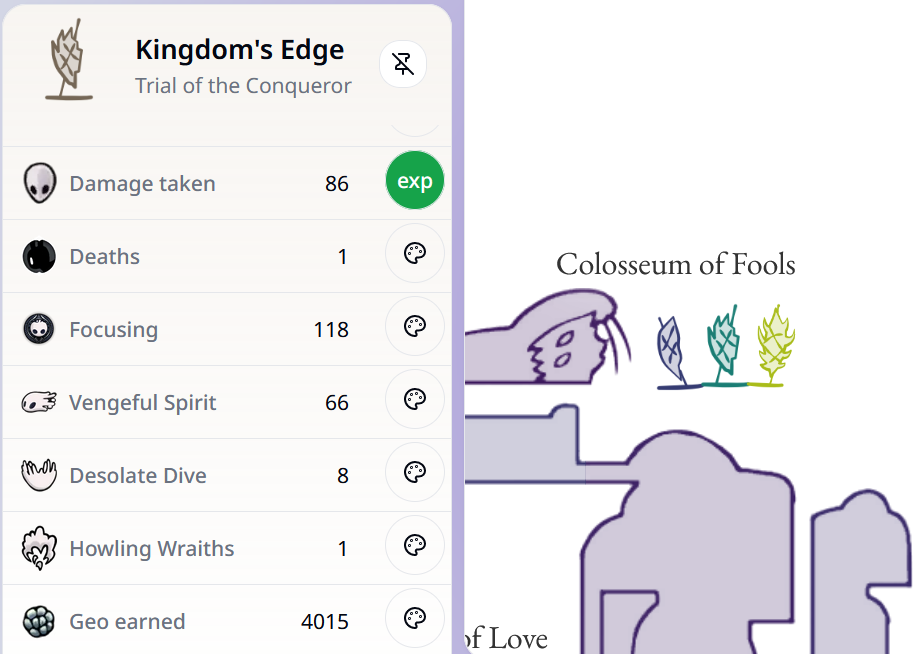 Kingdom's Edge
Trial of the Conqueror
Damage taken 86 exp
Deaths 1
Focusing 118
Vengeful Spirit 66
Desolate Dive 8
Howling Wraiths 1
Geo earned 4015
Colosseum of Fools
of Love